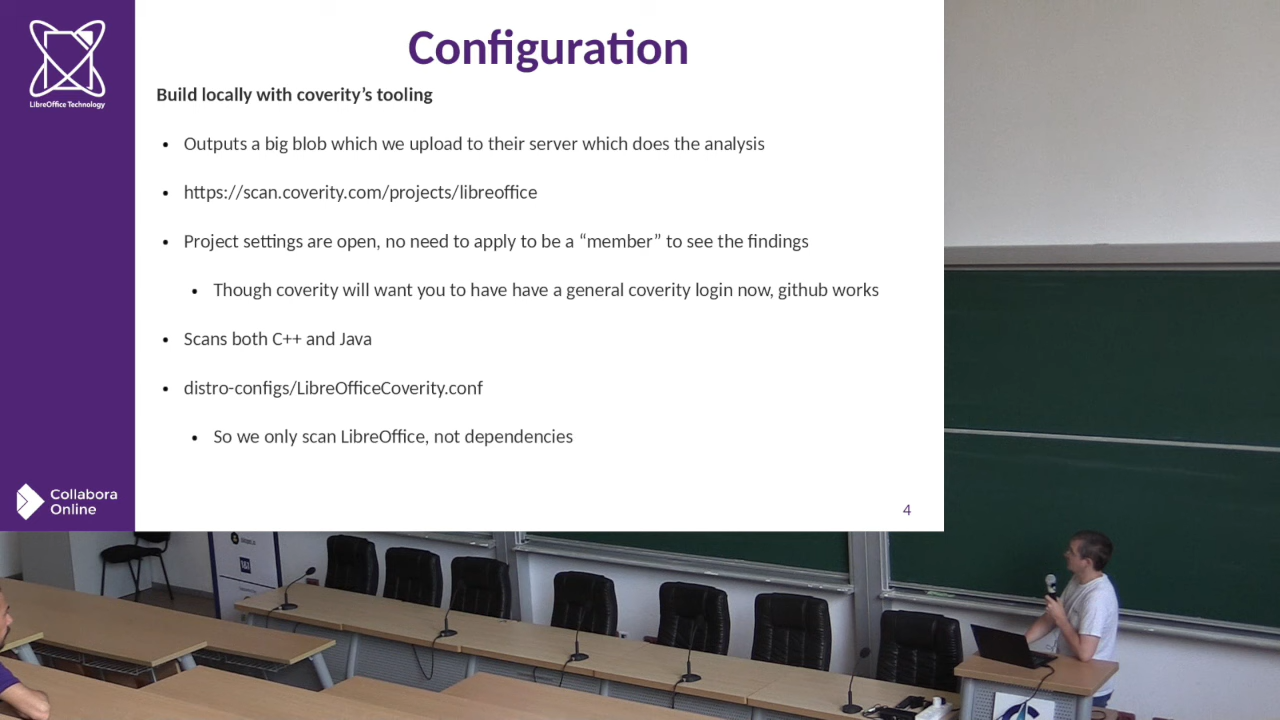 Configuration
LibreOffice Technology
Build locally with coverity’s tooling
• Outputs a big blob which we upload to their server which does the analysis
• https://scan.coverity.com/projects/libreoffice
• Project settings are open, no need to apply to be a “member” to see the findings
• Though coverity will want you to have have a general coverity login now, github works
• Scans both C++ and Java
• distro-configs/LibreOfficeCoverity.conf
• So we only scan LibreOffice, not dependencies
Collabora
Online
4